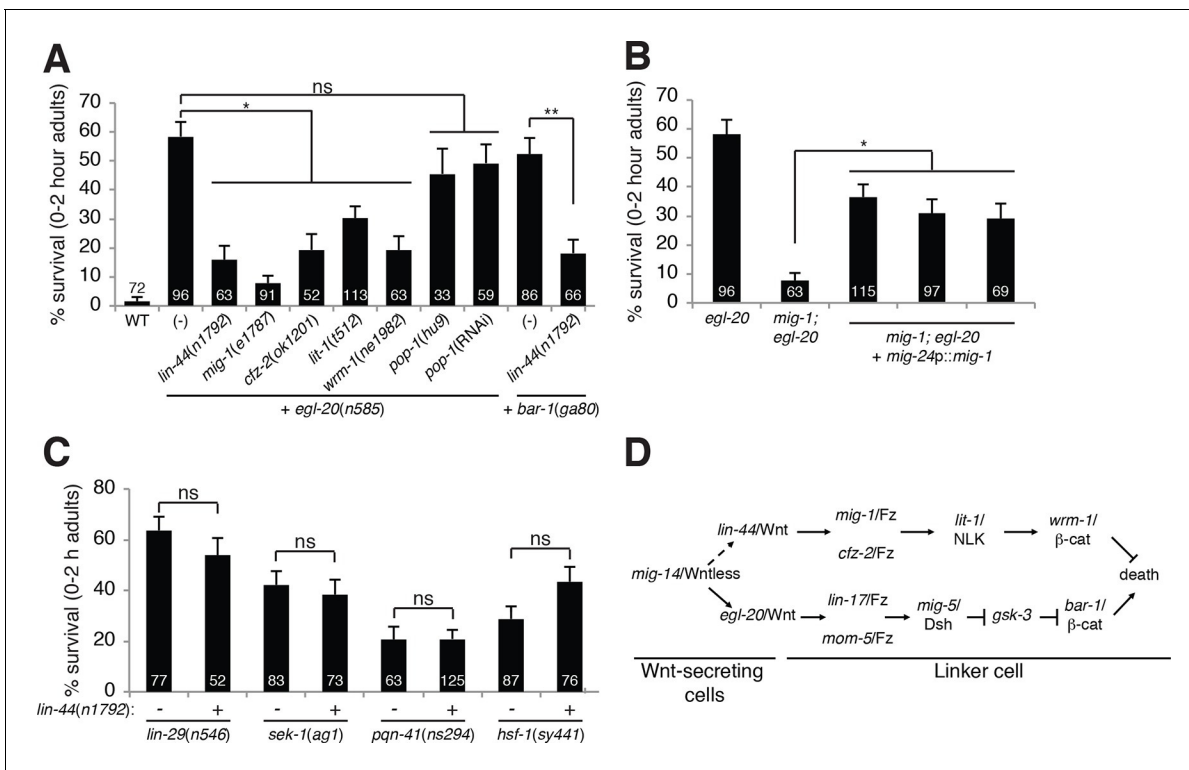 A
% survival (0-2 hour adults)
70
60
50
40
30
20
10
0
ns
*
**
72
96
63
91
52
113
63
33
59
86
66
WT
(-)
lin-44(n1792)
mig-1(e1787)
cfz-2(ok1201)
lit-1(t512)
wrm-1(ne1982)
pop-1(hu9)
pop-1(RNAi)
(-)
lin-44(n1792)
+ egl-20(n585)
+ bar-1(ga80)
B
% survival (0-2 hour adults)
70
60
50
40
30
20
10
0
*
96
63
115
97
69
egl-20
mig-1;
egl-20
mig-1; egl-20
+ mig-24p::mig-1
C
% survival (0-2 h adults)
80
60
40
20
0
ns
ns
ns
ns
77
52
83
73
63
125
87
76
lin-44(n1792): - + - + - + - +
lin-29(n546)
sek-1(ag1)
pqn-41(ns294)
hsf-1(sy441)
D
mig-14/Wntless
lin-44/Wnt
mig-1/Fz
cfz-2/Fz
lit-1/
NLK
wrm-1/
β-cat
death
egl-20/Wnt
lin-17/Fz
mom-5/Fz
mig-5/
Dsh
gsk-3
bar-1/
β-cat
Wnt-secreting
cells
Linker cell